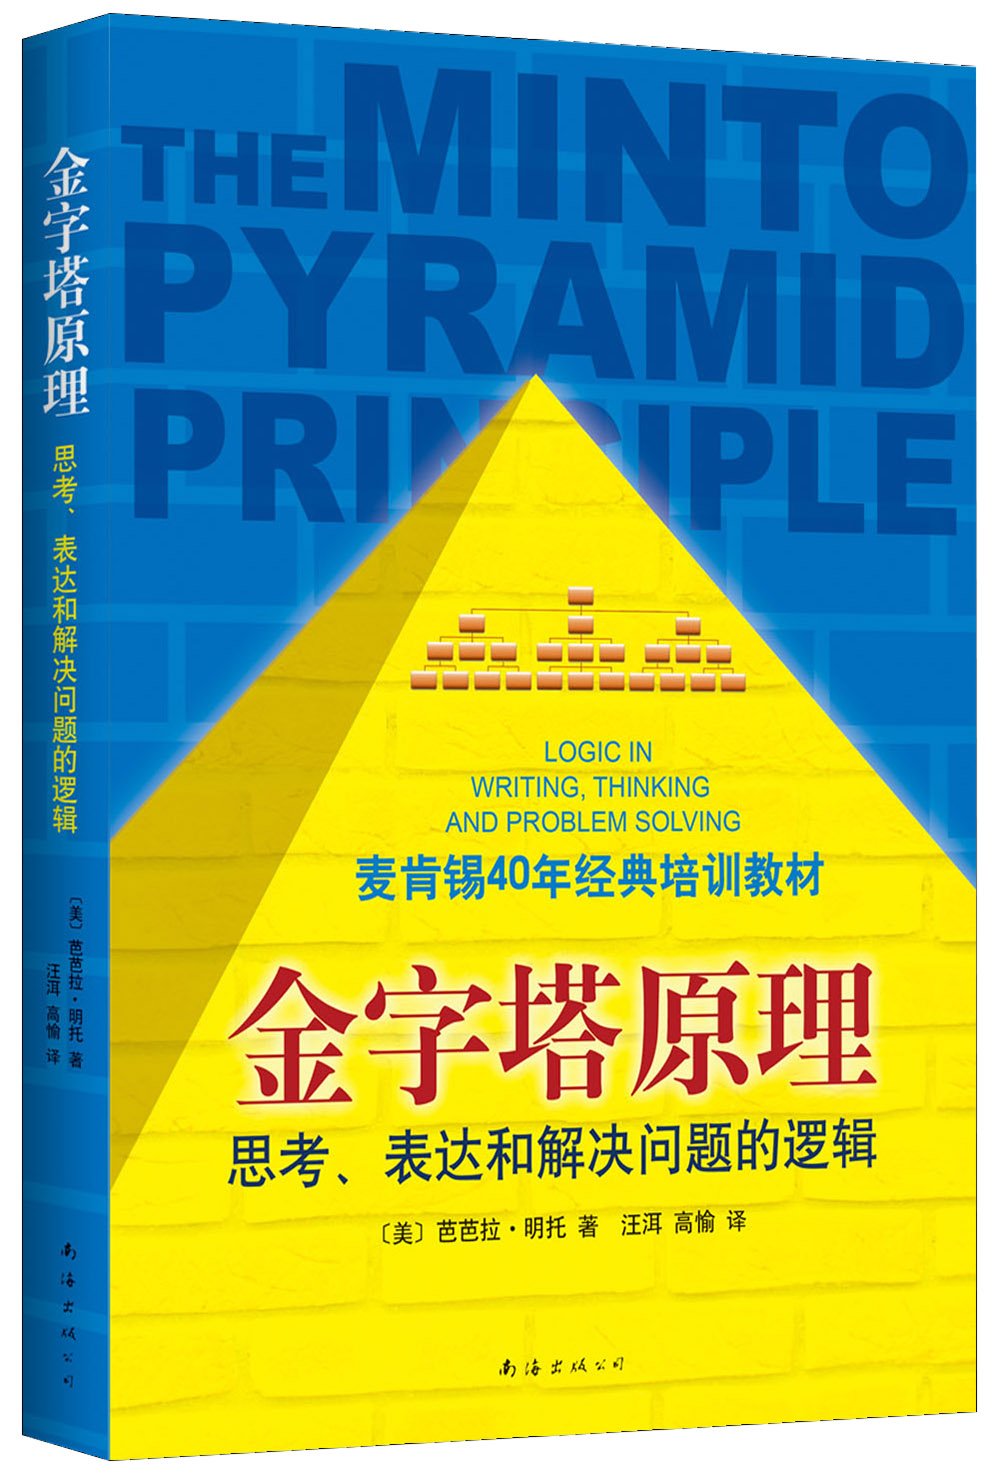 金字塔原理
思考、表达和解决问题的逻辑
〔美〕芭芭拉·明托 著
汪洱 高愉 译
南海出版公司
THE MINTO
PYRAMID
PRINCIPLE
LOGIC IN
WRITING, THINKING
AND PROBLEM SOLVING
麦肯锡40年经典培训教材
金字塔原理
思考、表达和解决问题的逻辑
〔美〕芭芭拉·明托 著 汪洱 高愉 译
南海出版公司